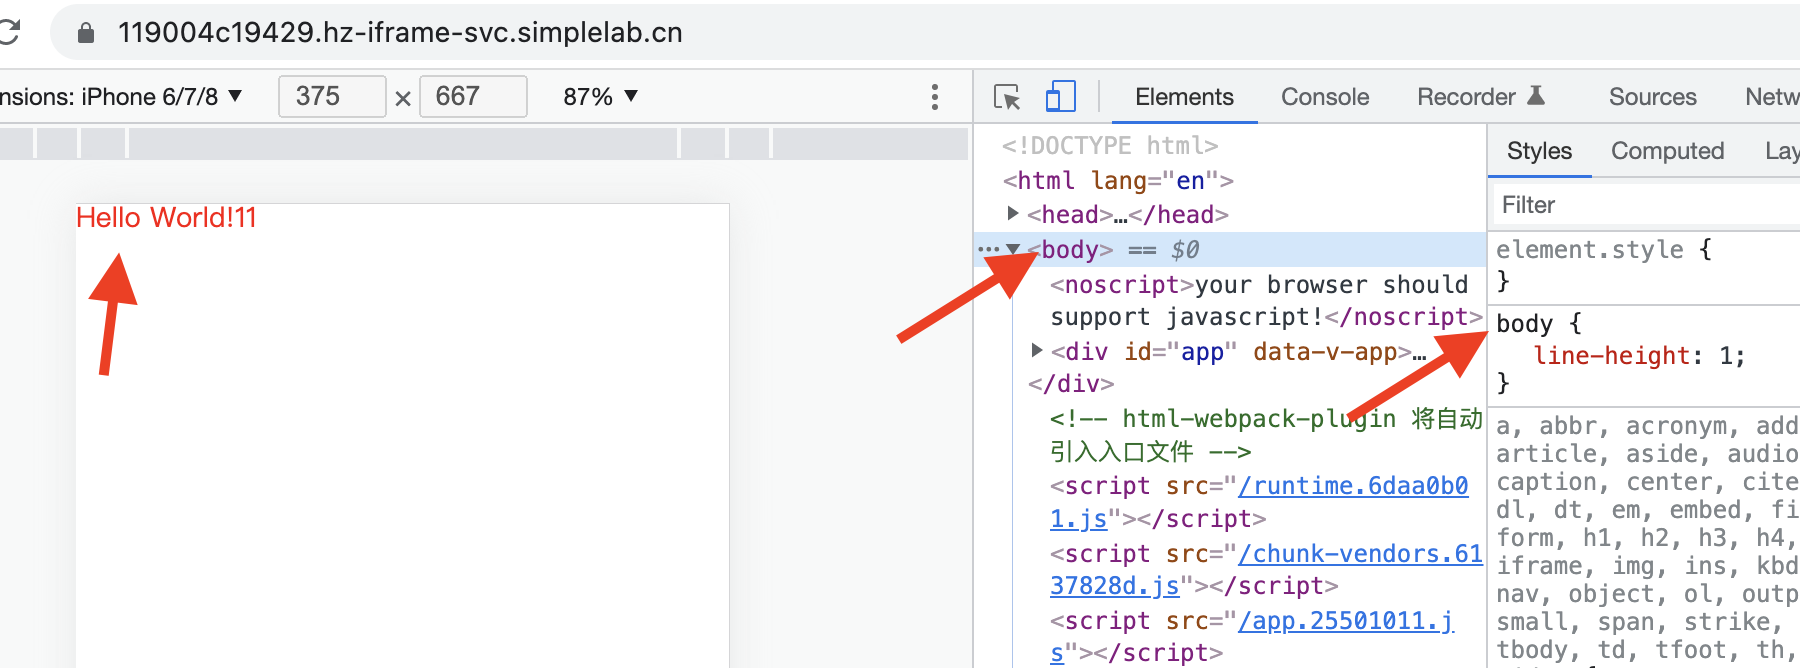 119004c19429.hz-iframe-svc.simplelab.cn
nsions: iPhone 6/7/8 ▼ 375 × 667 87% ▼
Elements Console Recorder Sources Netw
Hello World!11
<!DOCTYPE html>
<html lang="en">
▶ <head>…</head>
••• ▼ <body> == $0
<noscript>your browser should
support javascript!</noscript>
▶ <div id="app" data-v-app>…
</div>
<!-- html-webpack-plugin 将自动
引入入口文件 -->
<script src="/runtime.6daa0b0
1.js"></script>
<script src="/chunk-vendors.61
37828d.js"></script>
<script src="/app.25501011.j
s"></script>
Styles Computed Lay
Filter
element.style {
}
body {
line-height: 1;
}
a, abbr, acronym, add
article, aside, audio
caption, center, cite
dl, dt, em, embed, fi
form, h1, h2, h3, h4,
iframe, img, ins, kbd
nav, object, ol, outp
small, span, strike,
tbody, td, tfoot, th,